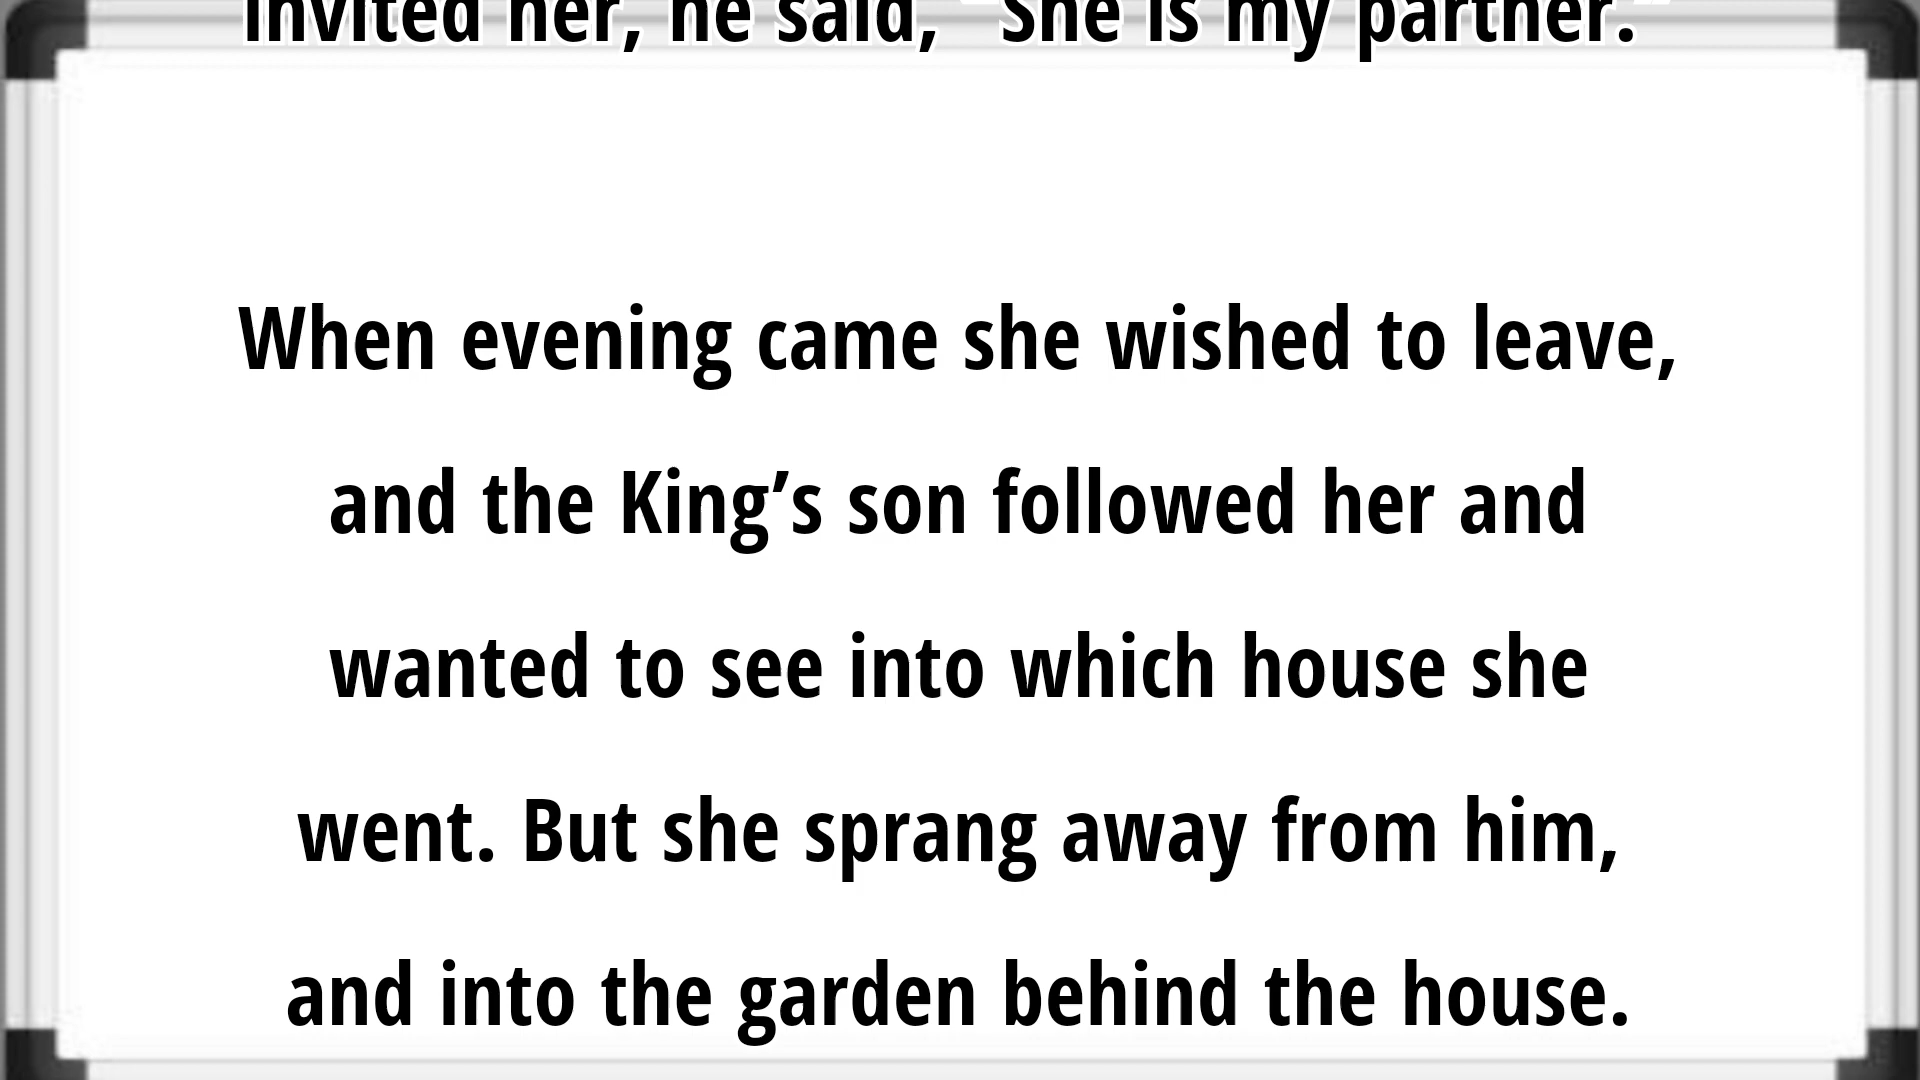 invited her, he said, “She is my partner.”
When evening came she wished to leave,
and the King’s son followed her and
wanted to see into which house she
went. But she sprang away from him,
and into the garden behind the house.